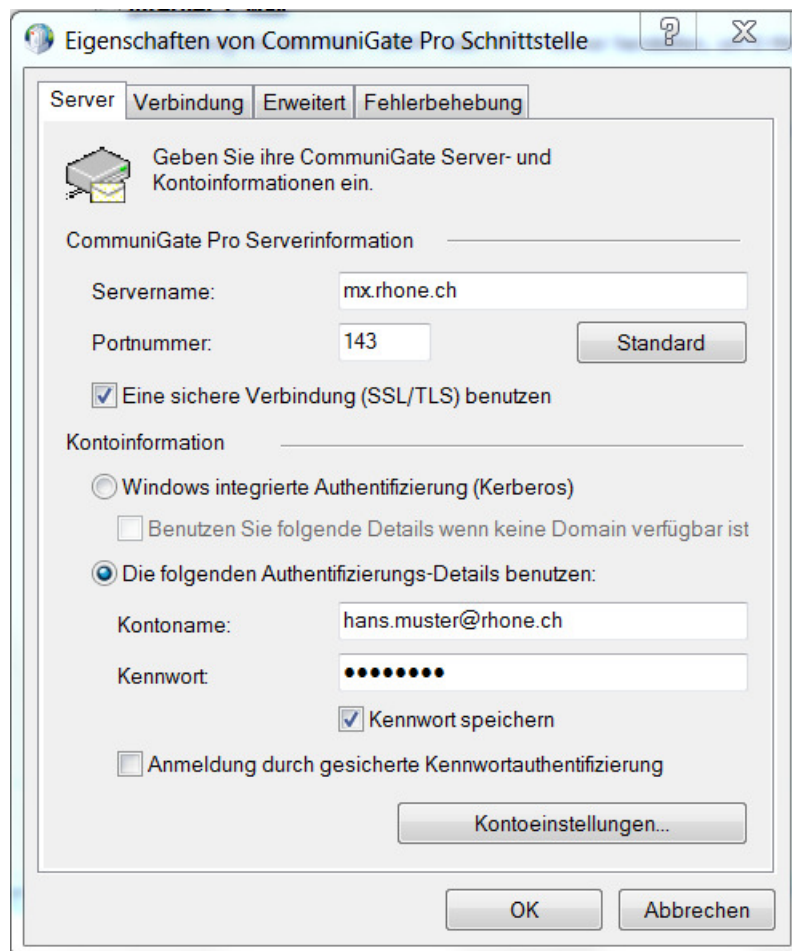 Eigenschaften von CommuniGate Pro Schnittstelle
Server Verbindung Erweitert Fehlerbehebung
Geben Sie ihre CommuniGate Server- und
Kontoinformationen ein.
CommuniGate Pro Serverinformation
Servername: mx.rhone.ch
Portnummer: 143 Standard
Eine sichere Verbindung (SSL/TLS) benutzen
Kontoinformation
Windows integrierte Authentifizierung (Kerberos)
Benutzen Sie folgende Details wenn keine Domain verfügbar ist
Die folgenden Authentifizierungs-Details benutzen:
Kontoname: hans.muster@rhone.ch
Kennwort: ●●●●●●●●
Kennwort speichern
Anmeldung durch gesicherte Kennwortauthentifizierung
Kontoeinstellungen...
OK Abbrechen